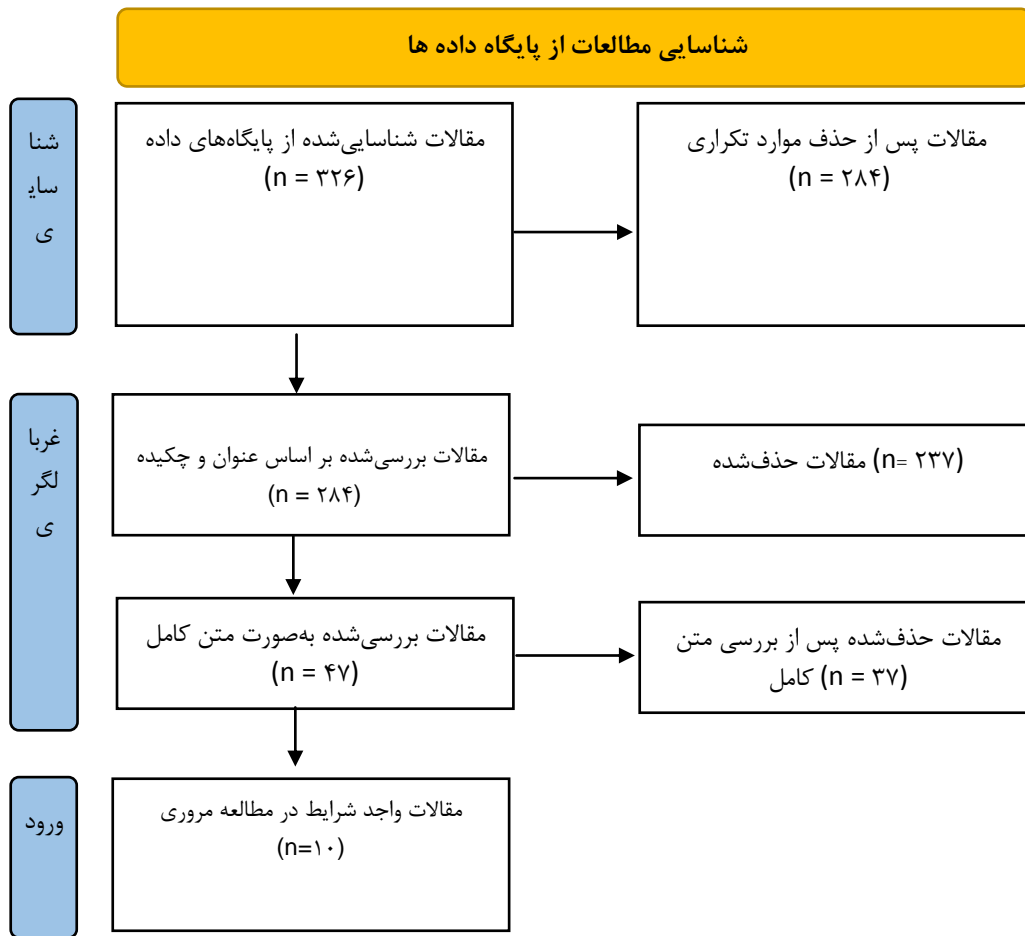 شناسایی مطالعات از پایگاه داده ها
شنا
سای
ی
مقالات شناسایی‌شده از پایگاه‌های داده
(n = ۳۲۶)
مقالات پس از حذف موارد تکراری
(n = ۲۸۴)
غربا
لگر
ی
مقالات بررسی‌شده بر اساس عنوان و چکیده
(n = ۲۸۴)
(n= ۲۳۷) مقالات حذف‌شده
مقالات بررسی‌شده به‌صورت متن کامل
(n = ۴۷)
مقالات حذف‌شده پس از بررسی متن
کامل (n = ۳۷)
ورود
مقالات واجد شرایط در مطالعه مروری
(n=۱۰)